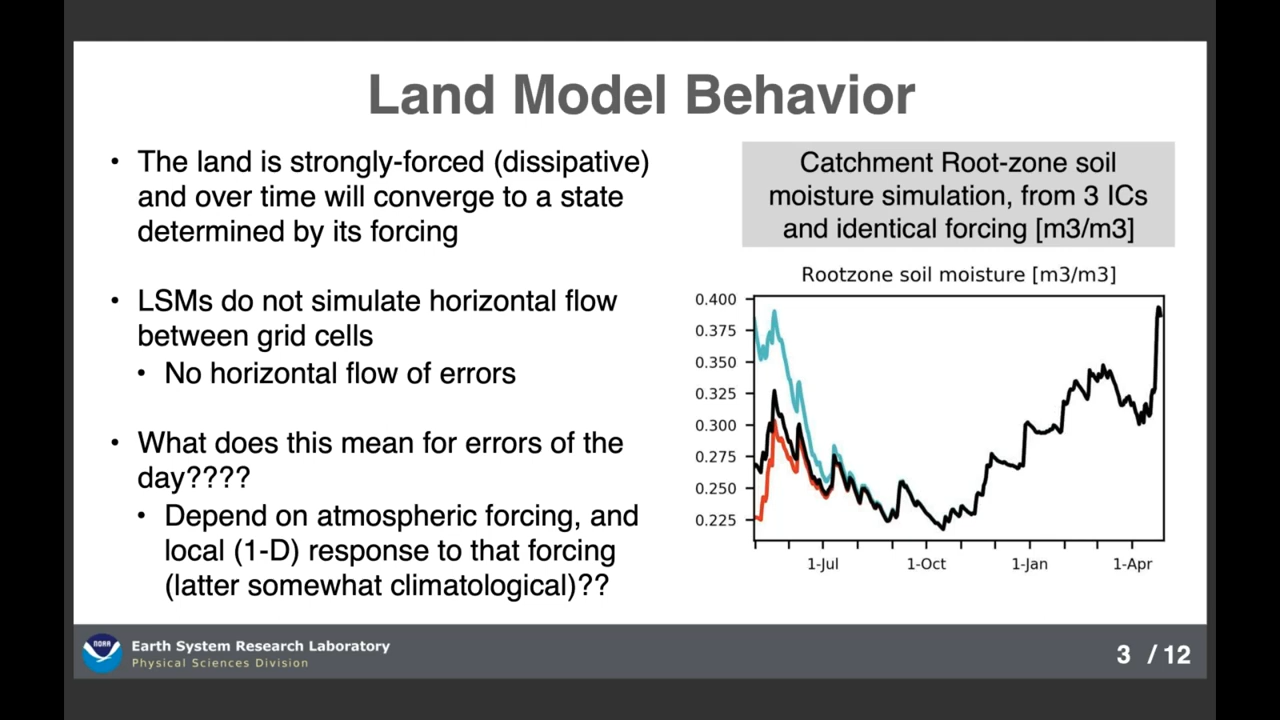 Land Model Behavior
• The land is strongly-forced (dissipative)
and over time will converge to a state
determined by its forcing
• LSMs do not simulate horizontal flow
between grid cells
• No horizontal flow of errors
• What does this mean for errors of the
day????
• Depend on atmospheric forcing, and
local (1-D) response to that forcing
(latter somewhat climatological)??
Catchment Root-zone soil
moisture simulation, from 3 ICs
and identical forcing [m3/m3]
Rootzone soil moisture [m3/m3]
0.400
0.375
0.350
0.325
0.300
0.275
0.250
0.225
1-Jul 1-Oct 1-Jan 1-Apr
NOAA
Earth System Research Laboratory
Physical Sciences Division
3 / 12